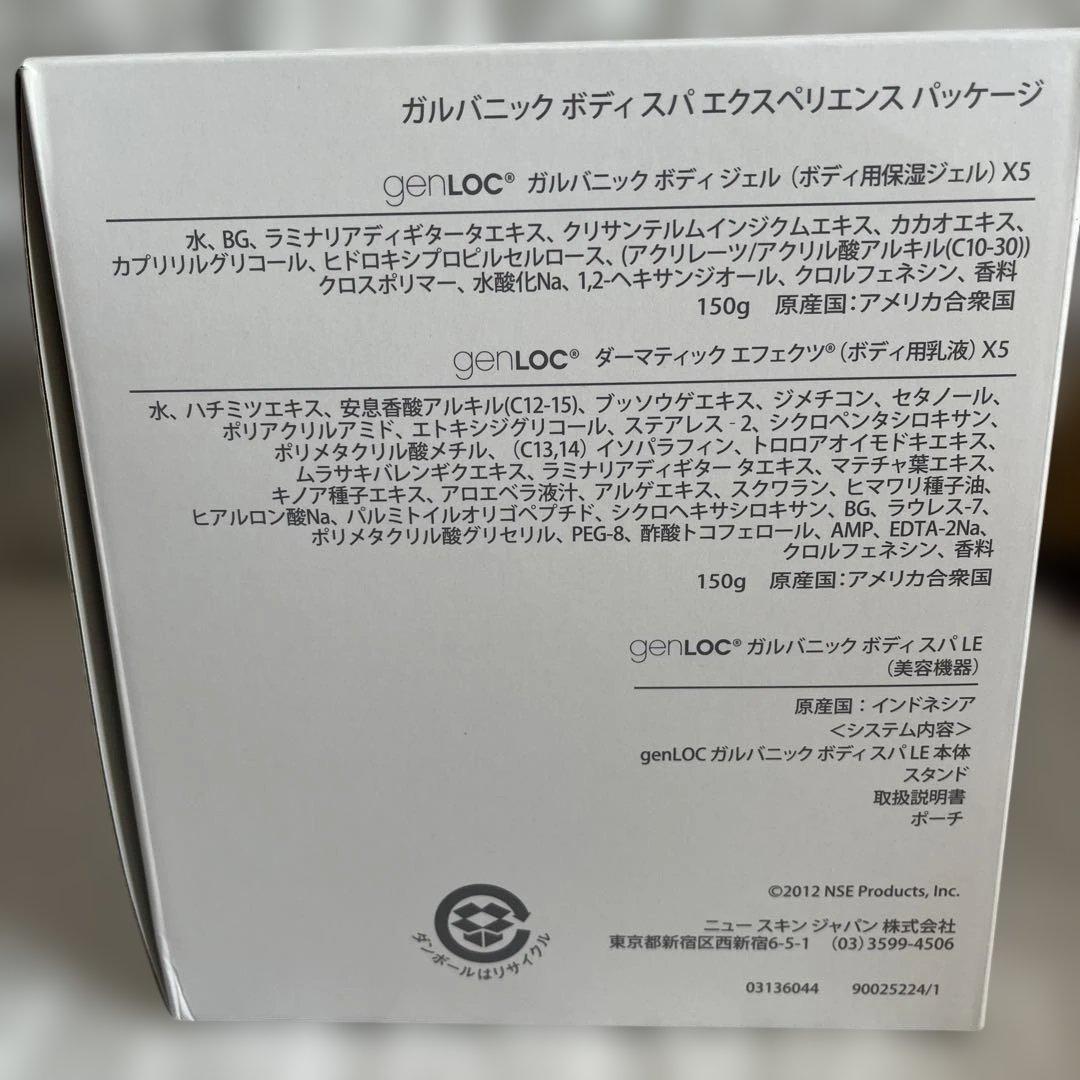 ガルバニック ボディ スパ エクスペリエンス パッケージ
genLOC® ガルバニック ボディ ジェル（ボディ用保湿ジェル）X5
水、BG、ラミナリアディギタータエキス、クリサンテルムインジクムエキス、カカオエキス、
カプリリルグリコール、ヒドロキシプロピルセルロース、(アクリレーツ/アクリル酸アルキル(C10-30))
クロスポリマー、水酸化Na、1,2-ヘキサンジオール、クロルフェネシン、香料
150g 原産国：アメリカ合衆国
genLOC® ダーマティック エフェクツ®（ボディ用乳液）X5
水、ハチミツエキス、安息香酸アルキル(C12-15)、ブッソウゲエキス、ジメチコン、セタノール、
ポリアクリルアミド、エトキシジグリコール、ステアレス‐2、シクロペンタシロキサン、
ポリメタクリル酸メチル、（C13,14）イソパラフィン、トロロアオイモドキエキス、
ムラサキバレンギクエキス、ラミナリアディギター タエキス、マテチャ葉エキス、
キノア種子エキス、アロエベラ液汁、アルゲエキス、スクワラン、ヒマワリ種子油、
ヒアルロン酸Na、パルミトイルオリゴペプチド、シクロヘキサシロキサン、BG、ラウレス-7、
ポリメタクリル酸グリセリル、PEG-8、酢酸トコフェロール、AMP、EDTA-2Na、
クロルフェネシン、香料
150g 原産国：アメリカ合衆国
genLOC® ガルバニック ボディ スパ LE
（美容機器）
原産国：インドネシア
＜システム内容＞
genLOC ガルバニック ボディ スパ LE 本体
スタンド
取扱説明書
ポーチ
©2012 NSE Products, Inc.
ニュー スキン ジャパン 株式会社
東京都新宿区西新宿6-5-1 （03）3599-4506
ダンボールはリサイクル
03136044 90025224/1